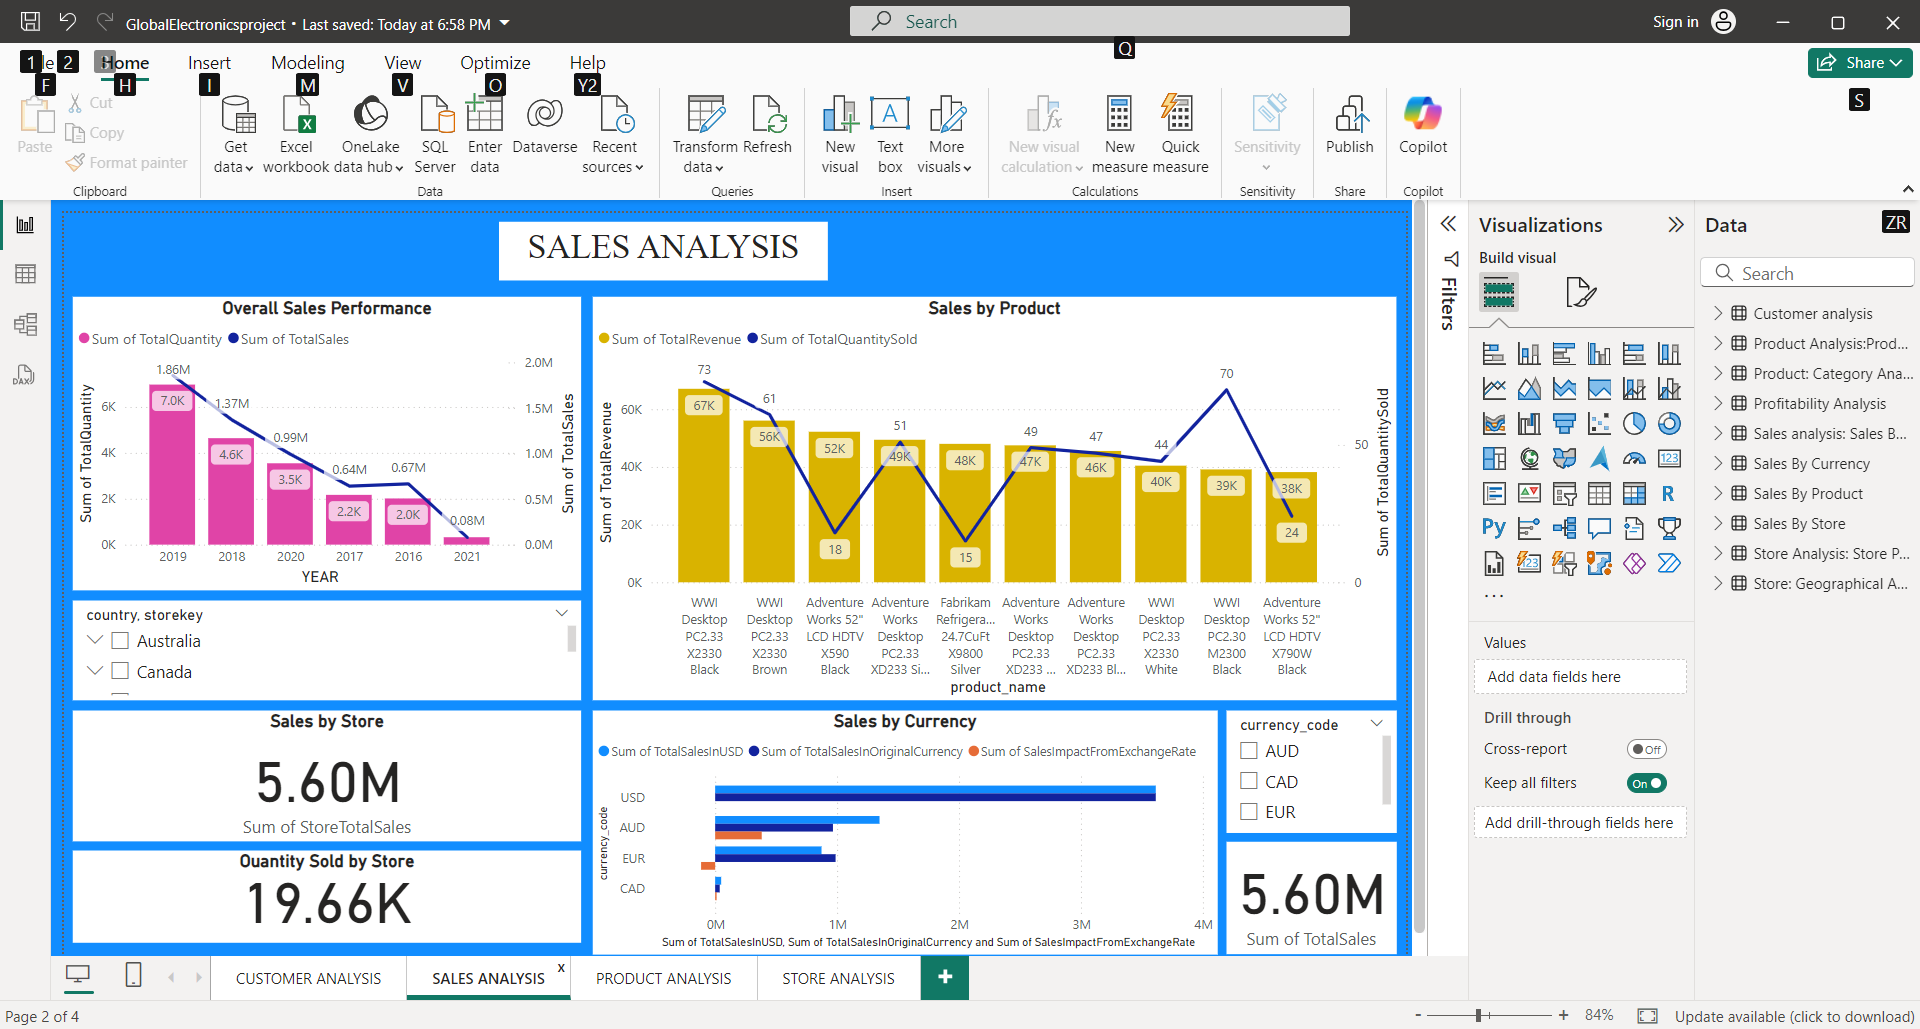 GlobalElectronicsproject • Last saved: Today at 6:58 PM
Search
Sign in
1 2 3 Q
Home Insert Modeling View Optimize Help
Share
F H I M V O Y2 S
Paste
Cut
Copy
Format painter
Clipboard
Get data
Excel workbook
OneLake data hub
SQL Server
Enter data
Dataverse
Recent sources
Data
Transform data
Refresh
Queries
New visual
Text box
More visuals
Insert
New visual calculation
New measure
Quick measure
Calculations
Sensitivity
Sensitivity
Publish
Share
Copilot
Copilot
SALES ANALYSIS
Overall Sales Performance
Sum of TotalQuantity Sum of TotalSales
Sum of TotalQuantity
6K
4K
2K
0K
1.86M 1.37M 0.99M 0.64M 0.67M 0.08M
7.0K 4.6K 3.5K 2.2K 2.0K
2.0M
1.5M
1.0M
0.5M
0.0M
Sum of TotalSales
2019 2018 2020 2017 2016 2021
YEAR
country, storekey
Australia
Canada
Sales by Store
5.60M
Sum of StoreTotalSales
Quantity Sold by Store
19.66K
Sales by Product
Sum of TotalRevenue Sum of TotalQuantitySold
Sum of TotalRevenue
60K
40K
20K
0K
73 61 18 51 15 49 47 44 70 24
67K 56K 52K 49K 48K 47K 46K 40K 39K 38K
50
0
Sum of TotalQuantitySold
WWI Desktop PC2.33 X2330 Black
WWI Desktop PC2.33 X2330 Brown
Adventure Works 52" LCD HDTV X590 Black
Adventure Works Desktop PC2.33 XD233 Si...
Fabrikam Refrigera... 24.7CuFt X9800 Silver
Adventure Works Desktop PC2.33 XD233 ...
Adventure Works Desktop PC2.33 XD233 Bl...
WWI Desktop PC2.33 X2330 White
WWI Desktop PC2.30 M2300 Black
Adventure Works 52" LCD HDTV X790W Black
product_name
Sales by Currency
Sum of TotalSalesInUSD Sum of TotalSalesInOriginalCurrency Sum of SalesImpactFromExchangeRate
currency_code
USD
AUD
EUR
CAD
0M 1M 2M 3M 4M
Sum of TotalSalesInUSD, Sum of TotalSalesInOriginalCurrency and Sum of SalesImpactFromExchangeRate
currency_code
AUD
CAD
EUR
5.60M
Sum of TotalSales
Filters
Visualizations
Build visual
Values
Add data fields here
Drill through
Cross-report Off
Keep all filters On
Add drill-through fields here
Data ZR
Search
Customer analysis
Product Analysis:Prod...
Product: Category Ana...
Profitability Analysis
Sales analysis: Sales B...
Sales By Currency
Sales By Product
Sales By Store
Store Analysis: Store P...
Store: Geographical A...
CUSTOMER ANALYSIS SALES ANALYSIS x PRODUCT ANALYSIS STORE ANALYSIS +
Page 2 of 4
- + 84%
Update available (click to download)